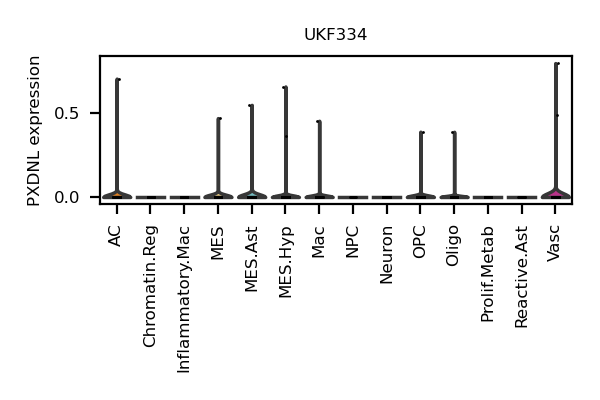 UKF334
PXDNL expression
0.5
0.0
AC
Chromatin.Reg
Inflammatory.Mac
MES
MES.Ast
MES.Hyp
Mac
NPC
Neuron
OPC
Oligo
Prolif.Metab
Reactive.Ast
Vasc